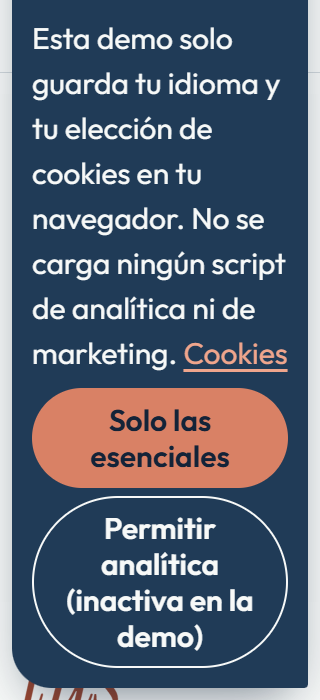 Esta demo solo
guarda tu idioma y
tu elección de
cookies en tu
navegador. No se
carga ningún script
de analítica ni de
marketing. Cookies
Solo las
esenciales
Permitir
analítica
(inactiva en la
demo)